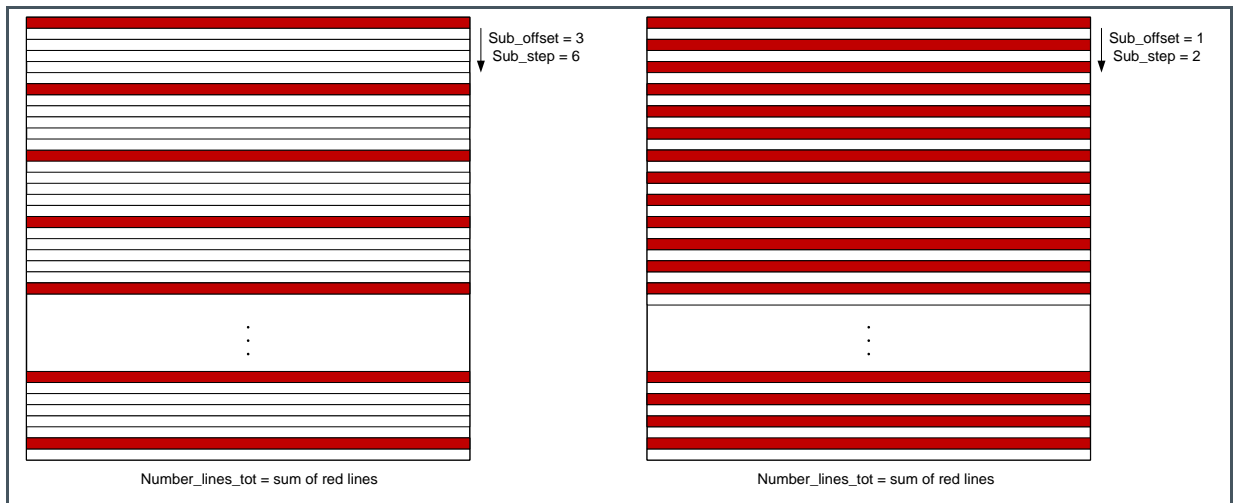 Sub_offset = 3
Sub_step = 6
Number_lines_tot = sum of red lines
Sub_offset = 1
Sub_step = 2
Number_lines_tot = sum of red lines